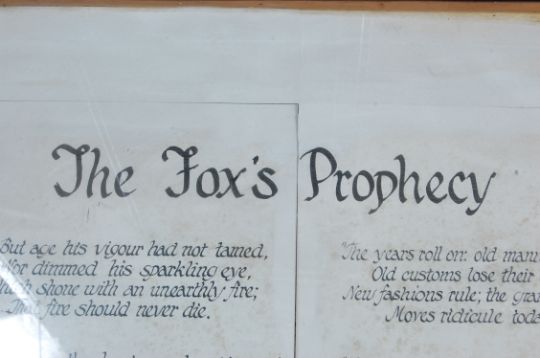 The Fox's Prophecy
But age his vigour had not tamed,
Nor dimmed his sparkling eye,
Which shone with an unearthly fire;
That fire should never die.
"The years roll on: old
Old customs lose their
New fashions rule; the
Moves ridicule